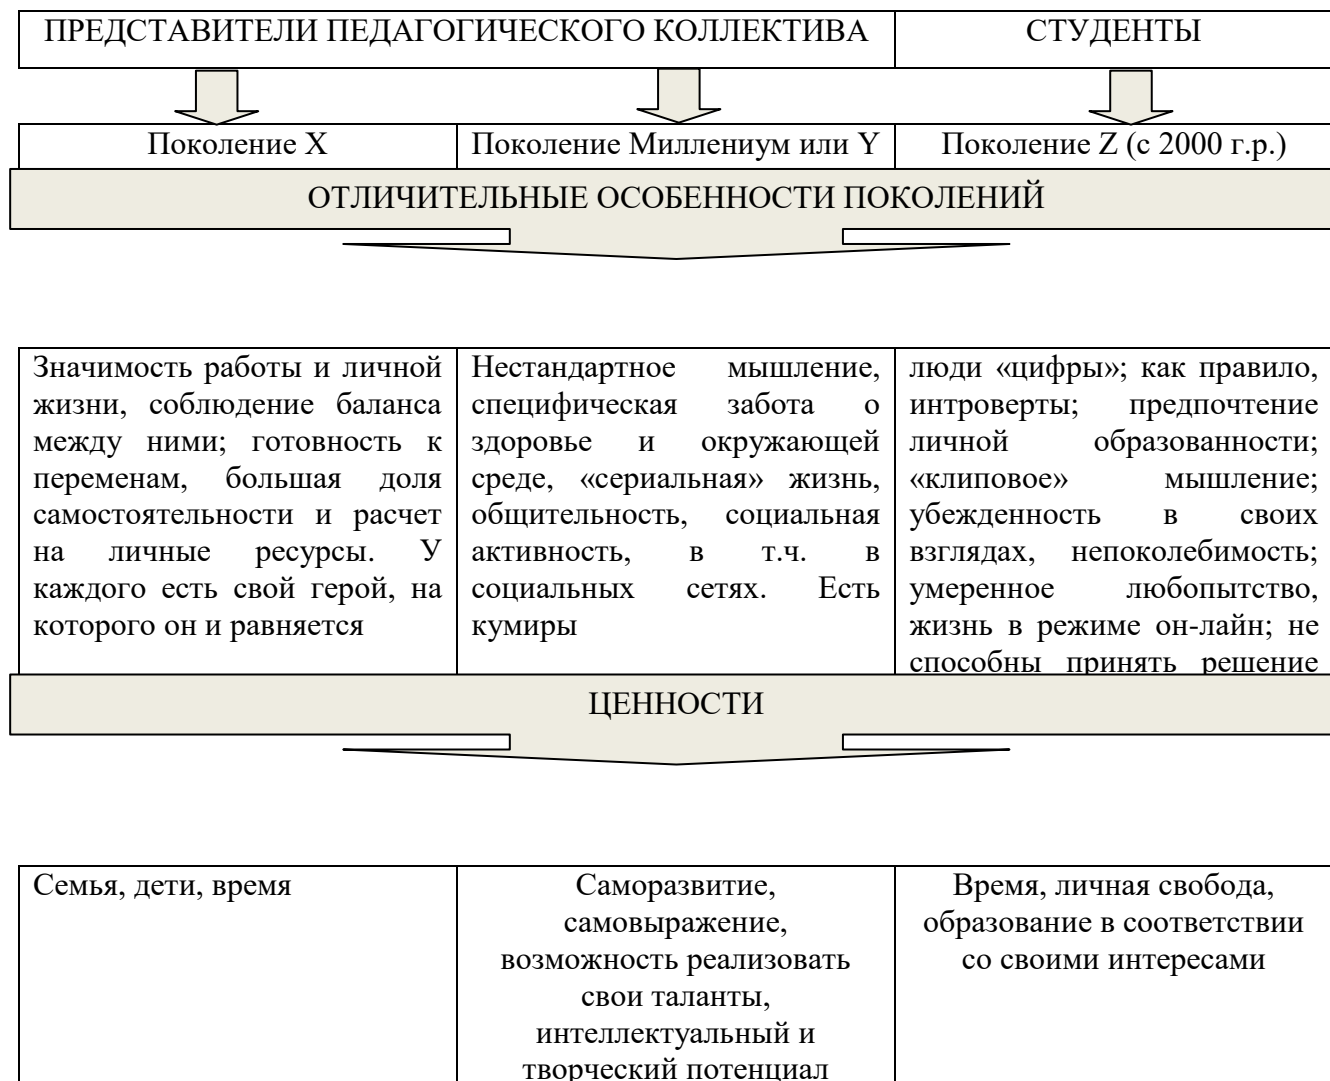 ПРЕДСТАВИТЕЛИ ПЕДАГОГИЧЕСКОГО КОЛЛЕКТИВА
СТУДЕНТЫ
Поколение X
Поколение Миллениум или Y
Поколение Z (с 2000 г.р.)
ОТЛИЧИТЕЛЬНЫЕ ОСОБЕННОСТИ ПОКОЛЕНИЙ
Значимость работы и личной
жизни, соблюдение баланса
между ними; готовность к
переменам, большая доля
самостоятельности и расчет
на личные ресурсы. У
каждого есть свой герой, на
которого он и равняется
Нестандартное мышление,
специфическая забота о
здоровье и окружающей
среде, «сериальная» жизнь,
общительность, социальная
активность, в т.ч. в
социальных сетях. Есть
кумиры
люди «цифры»; как правило,
интроверты; предпочтение
личной образованности;
«клиповое» мышление;
убежденность в своих
взглядах, непоколебимость;
умеренное любопытство,
жизнь в режиме он-лайн; не
способны принять решение
ЦЕННОСТИ
Семья, дети, время
Саморазвитие,
самовыражение,
возможность реализовать
свои таланты,
интеллектуальный и
творческий потенциал
Время, личная свобода,
образование в соответствии
со своими интересами